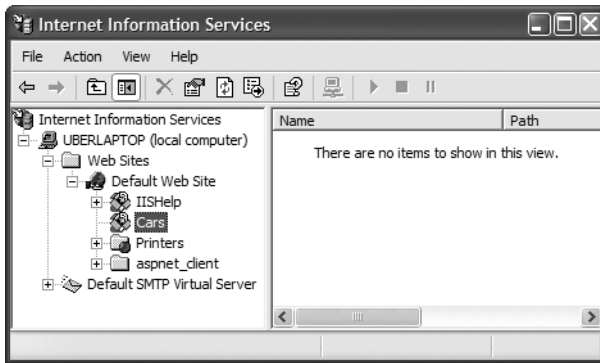 Internet Information Services
File Action View Help
Internet Information Services
UBERLAPTOP (local computer)
Web Sites
Default Web Site
IISHelp
Cars
Printers
aspnet_client
Default SMTP Virtual Server
Name Path
There are no items to show in this view.